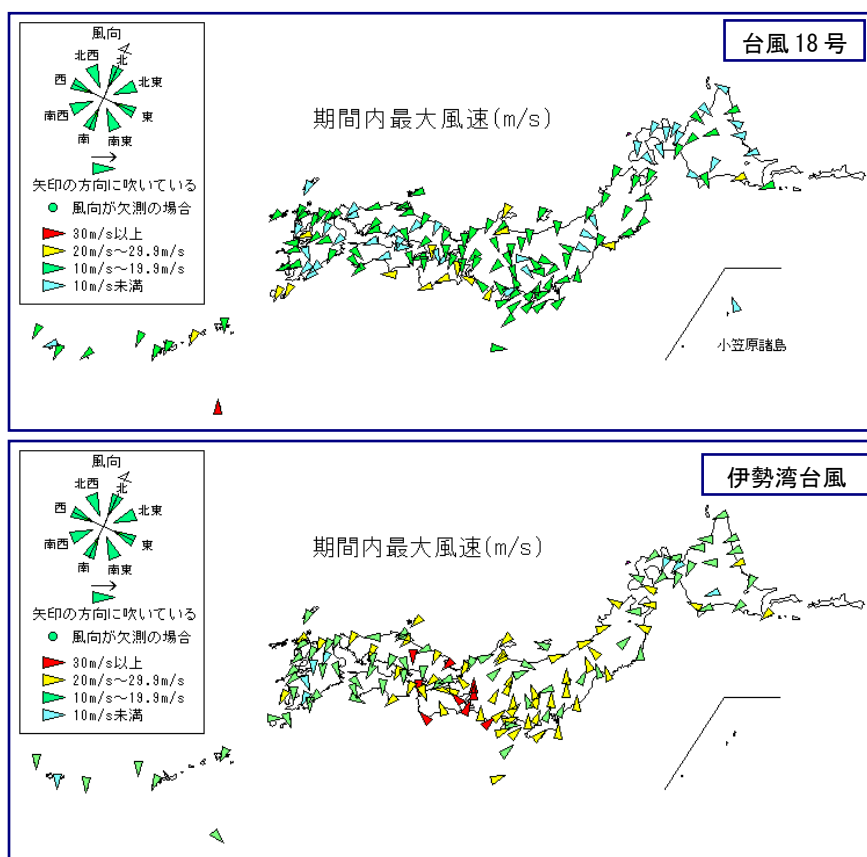 台風 18 号
風向
北西
北
西
北東
南西
東
南
南東
矢印の方向に吹いている
風向が欠測の場合
30m/s以上
20m/s～29.9m/s
10m/s～19.9m/s
10m/s未満
期間内最大風速(m/s)
小笠原諸島
伊勢湾台風
風向
北西
北
西
北東
南西
東
南
南東
矢印の方向に吹いている
風向が欠測の場合
30m/s以上
20m/s～29.9m/s
10m/s～19.9m/s
10m/s未満
期間内最大風速(m/s)